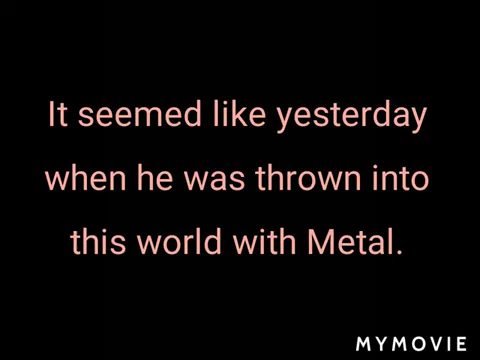 It seemed like yesterday
when he was thrown into
this world with Metal.
MYMOVIE